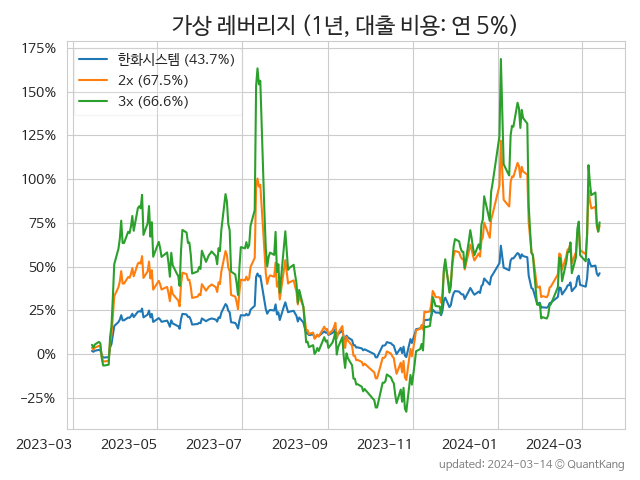 가상 레버리지 (1년, 대출 비용: 연 5%)
175%
150%
125%
100%
75%
50%
25%
0%
−25%
한화시스템 (43.7%)
2x (67.5%)
3x (66.6%)
2023-03 2023-05 2023-07 2023-09 2023-11 2024-01 2024-03
updated: 2024-03-14 © QuantKang